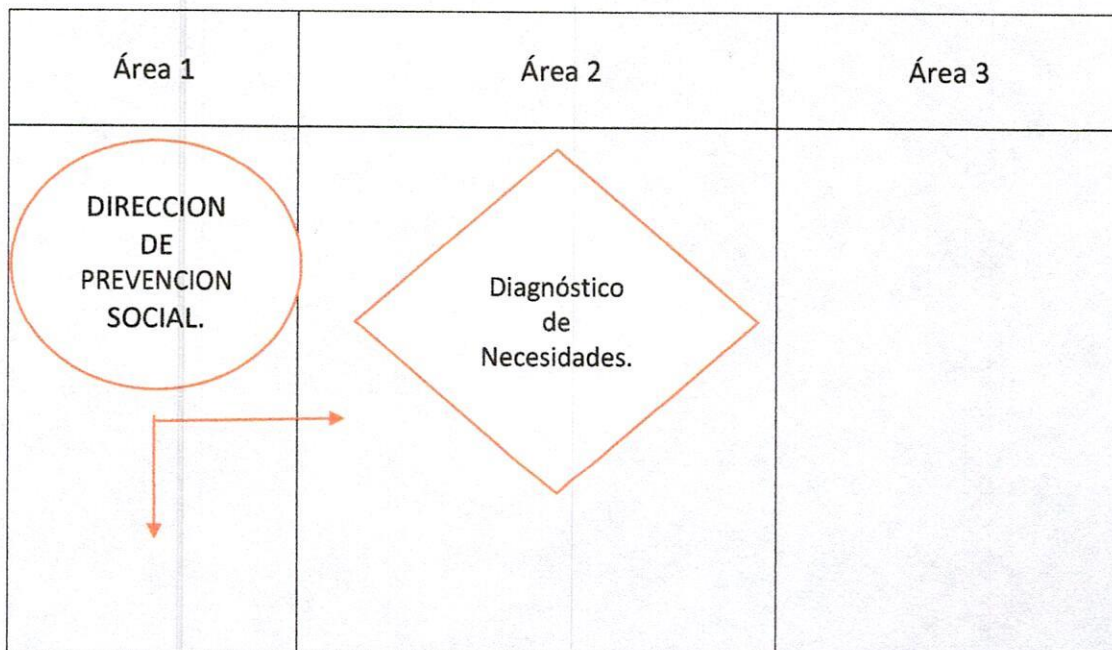 Área 1
Área 2
Área 3
DIRECCION
DE
PREVENCION
SOCIAL.
Diagnóstico
de
Necesidades.